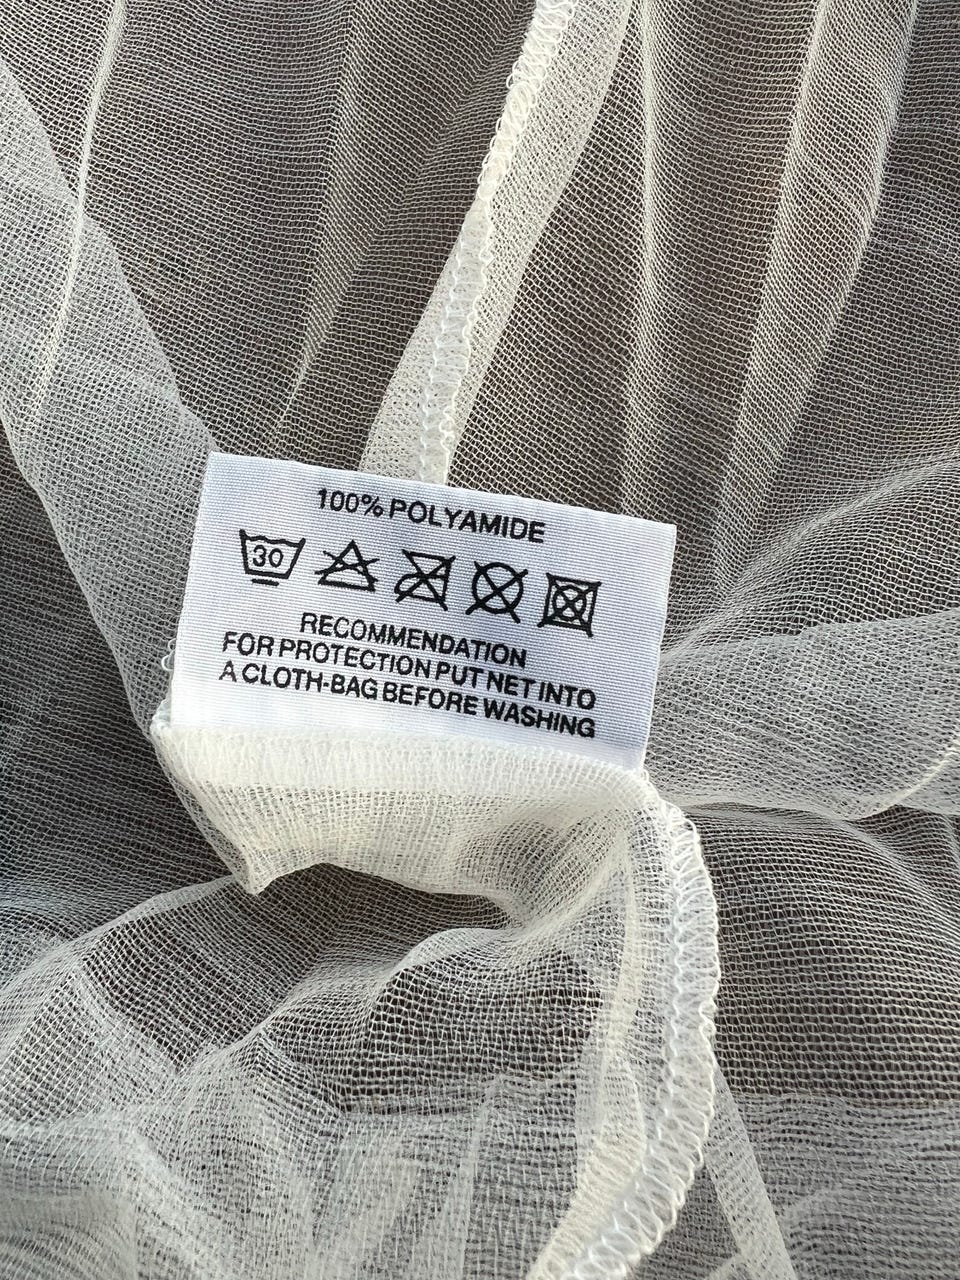 100% POLYAMIDE
30
RECOMMENDATION
FOR PROTECTION PUT NET INTO
A CLOTH-BAG BEFORE WASHING